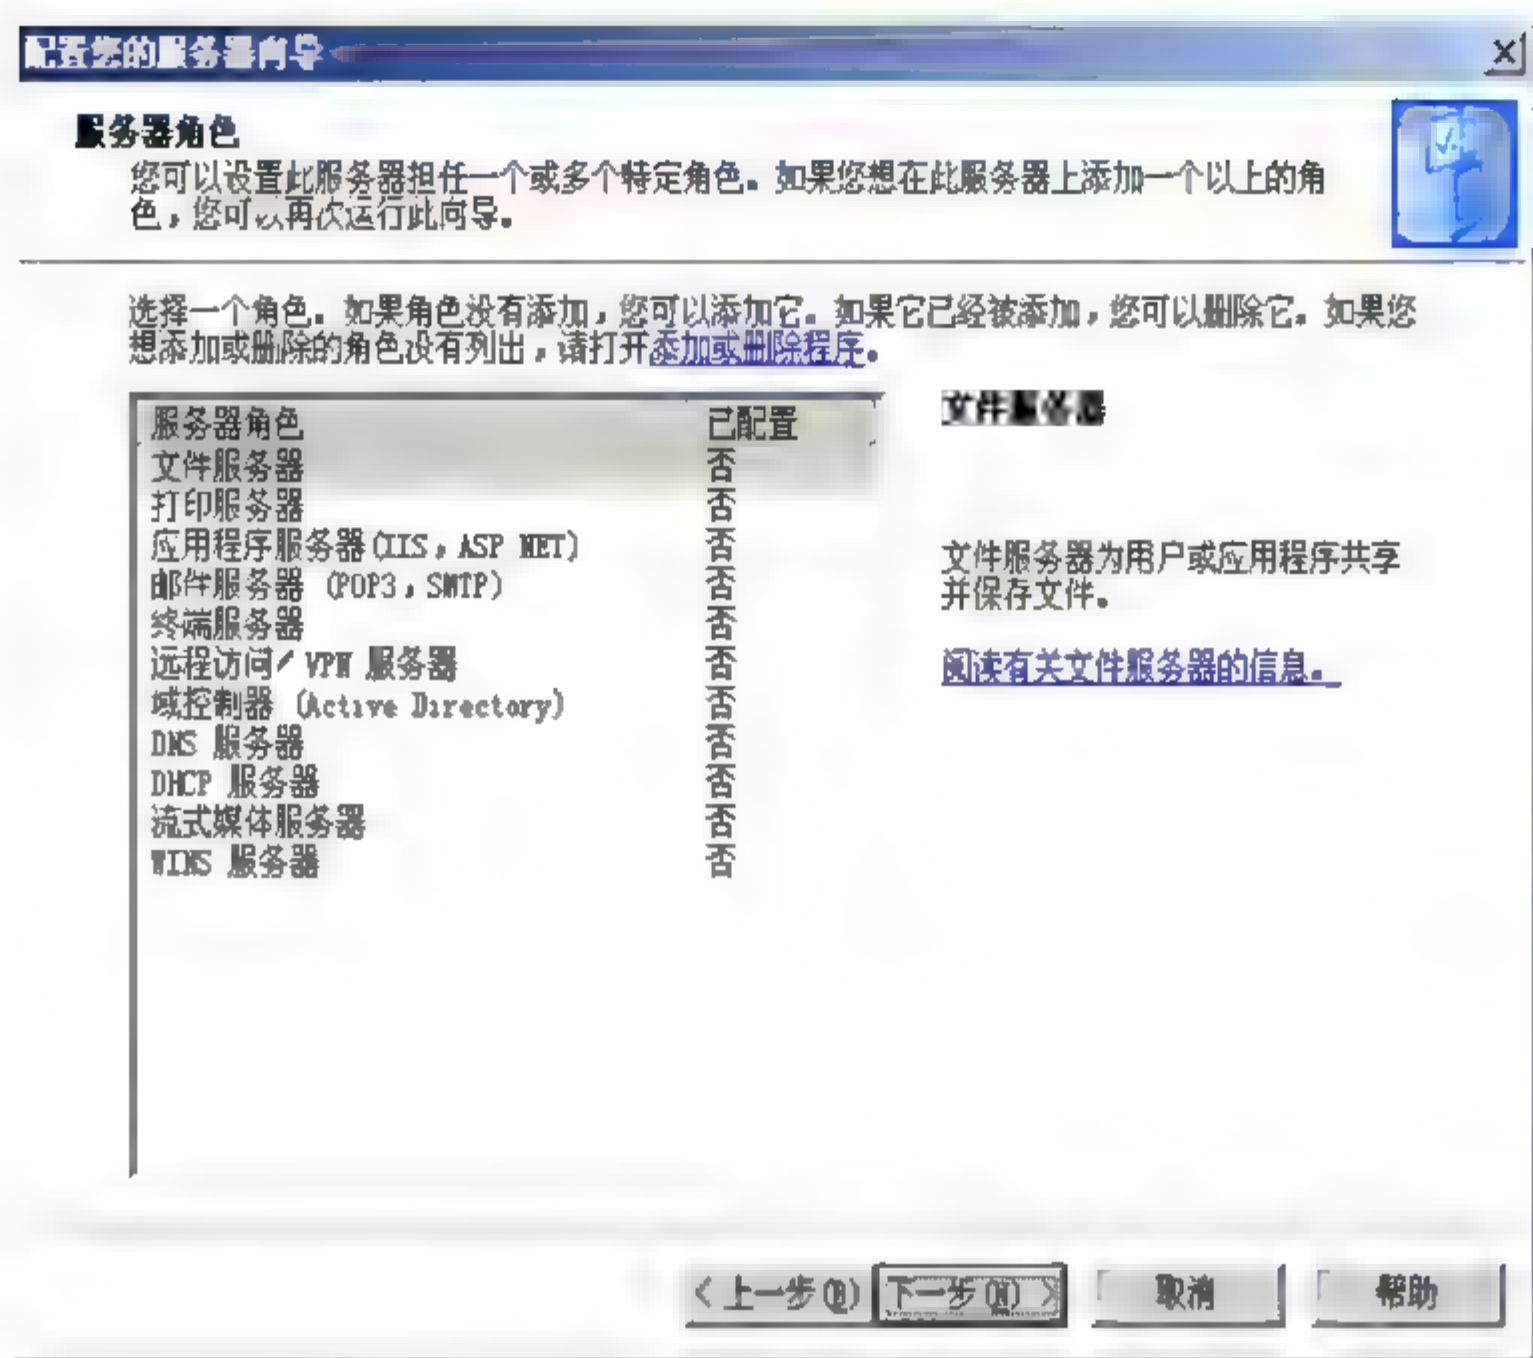 配置您的服务器向导
服务器角色
您可以设置此服务器担任一个或多个特定角色。如果您想在此服务器上添加一个以上的角
色，您可以再次运行此向导。
选择一个角色。如果角色没有添加，您可以添加它。如果它已经被添加，您可以删除它。如果您
想添加或删除的角色没有列出，请打开添加或删除程序。
服务器角色 已配置
文件服务器 否
打印服务器 否
应用程序服务器(IIS，ASP NET) 否
邮件服务器 (POP3，SMTP) 否
终端服务器 否
远程访问/ VPN 服务器 否
域控制器 (Active Directory) 否
DNS 服务器 否
DHCP 服务器 否
流式媒体服务器 否
WINS 服务器 否
文件服务器
文件服务器为用户或应用程序共享
并保存文件。
阅读有关文件服务器的信息。
< 上一步(B) 下一步(N) > 取消 帮助